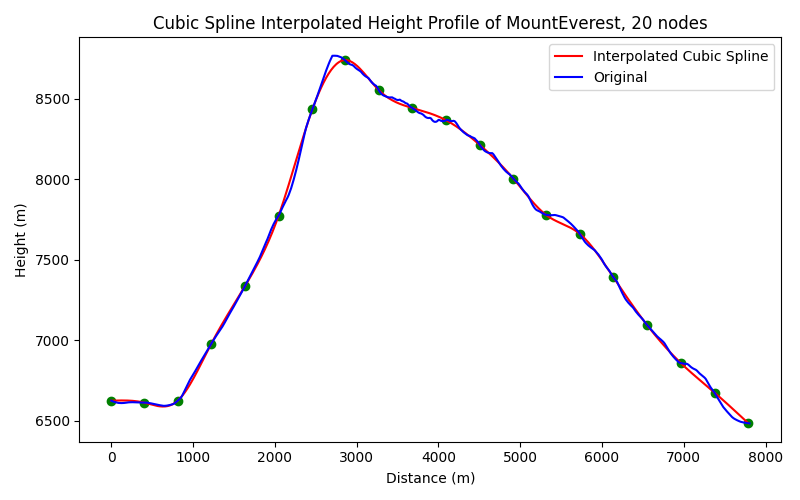 Cubic Spline Interpolated Height Profile of MountEverest, 20 nodes
Interpolated Cubic Spline
Original
Height (m)
8500
8000
7500
7000
6500
0 1000 2000 3000 4000 5000 6000 7000 8000
Distance (m)